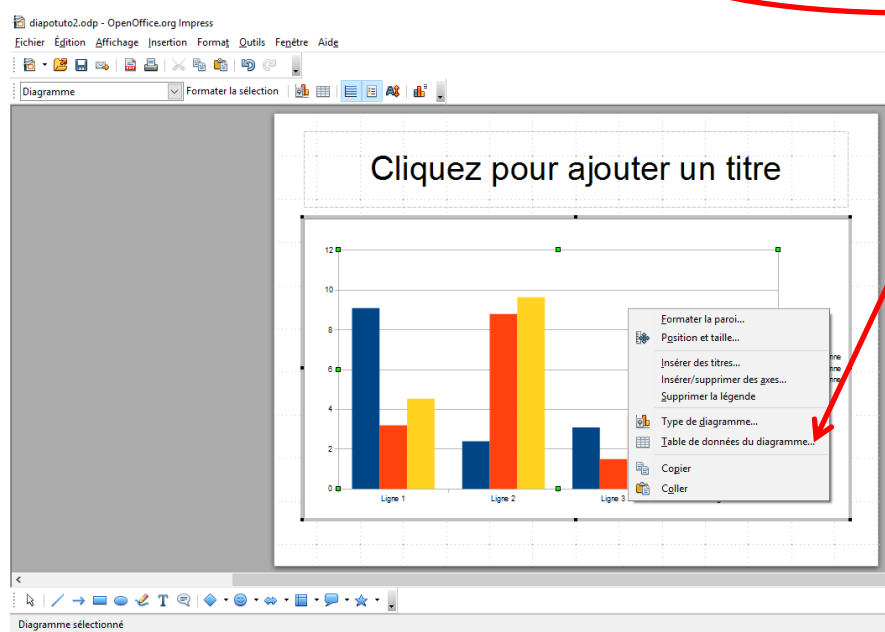 diapotuto2.odp - OpenOffice.org Impress
Fichier Édition Affichage Insertion Format Outils Fenêtre Aide
Diagramme Formater la sélection
Cliquez pour ajouter un titre
12
10
8
6
4
2
0
Ligne 1 Ligne 2 Ligne 3
Formater la paroi...
Position et taille...
Insérer des titres...
Insérer/supprimer des axes...
Supprimer la légende
Type de diagramme...
Table de données du diagramme...
Copier
Coller
Diagramme sélectionné